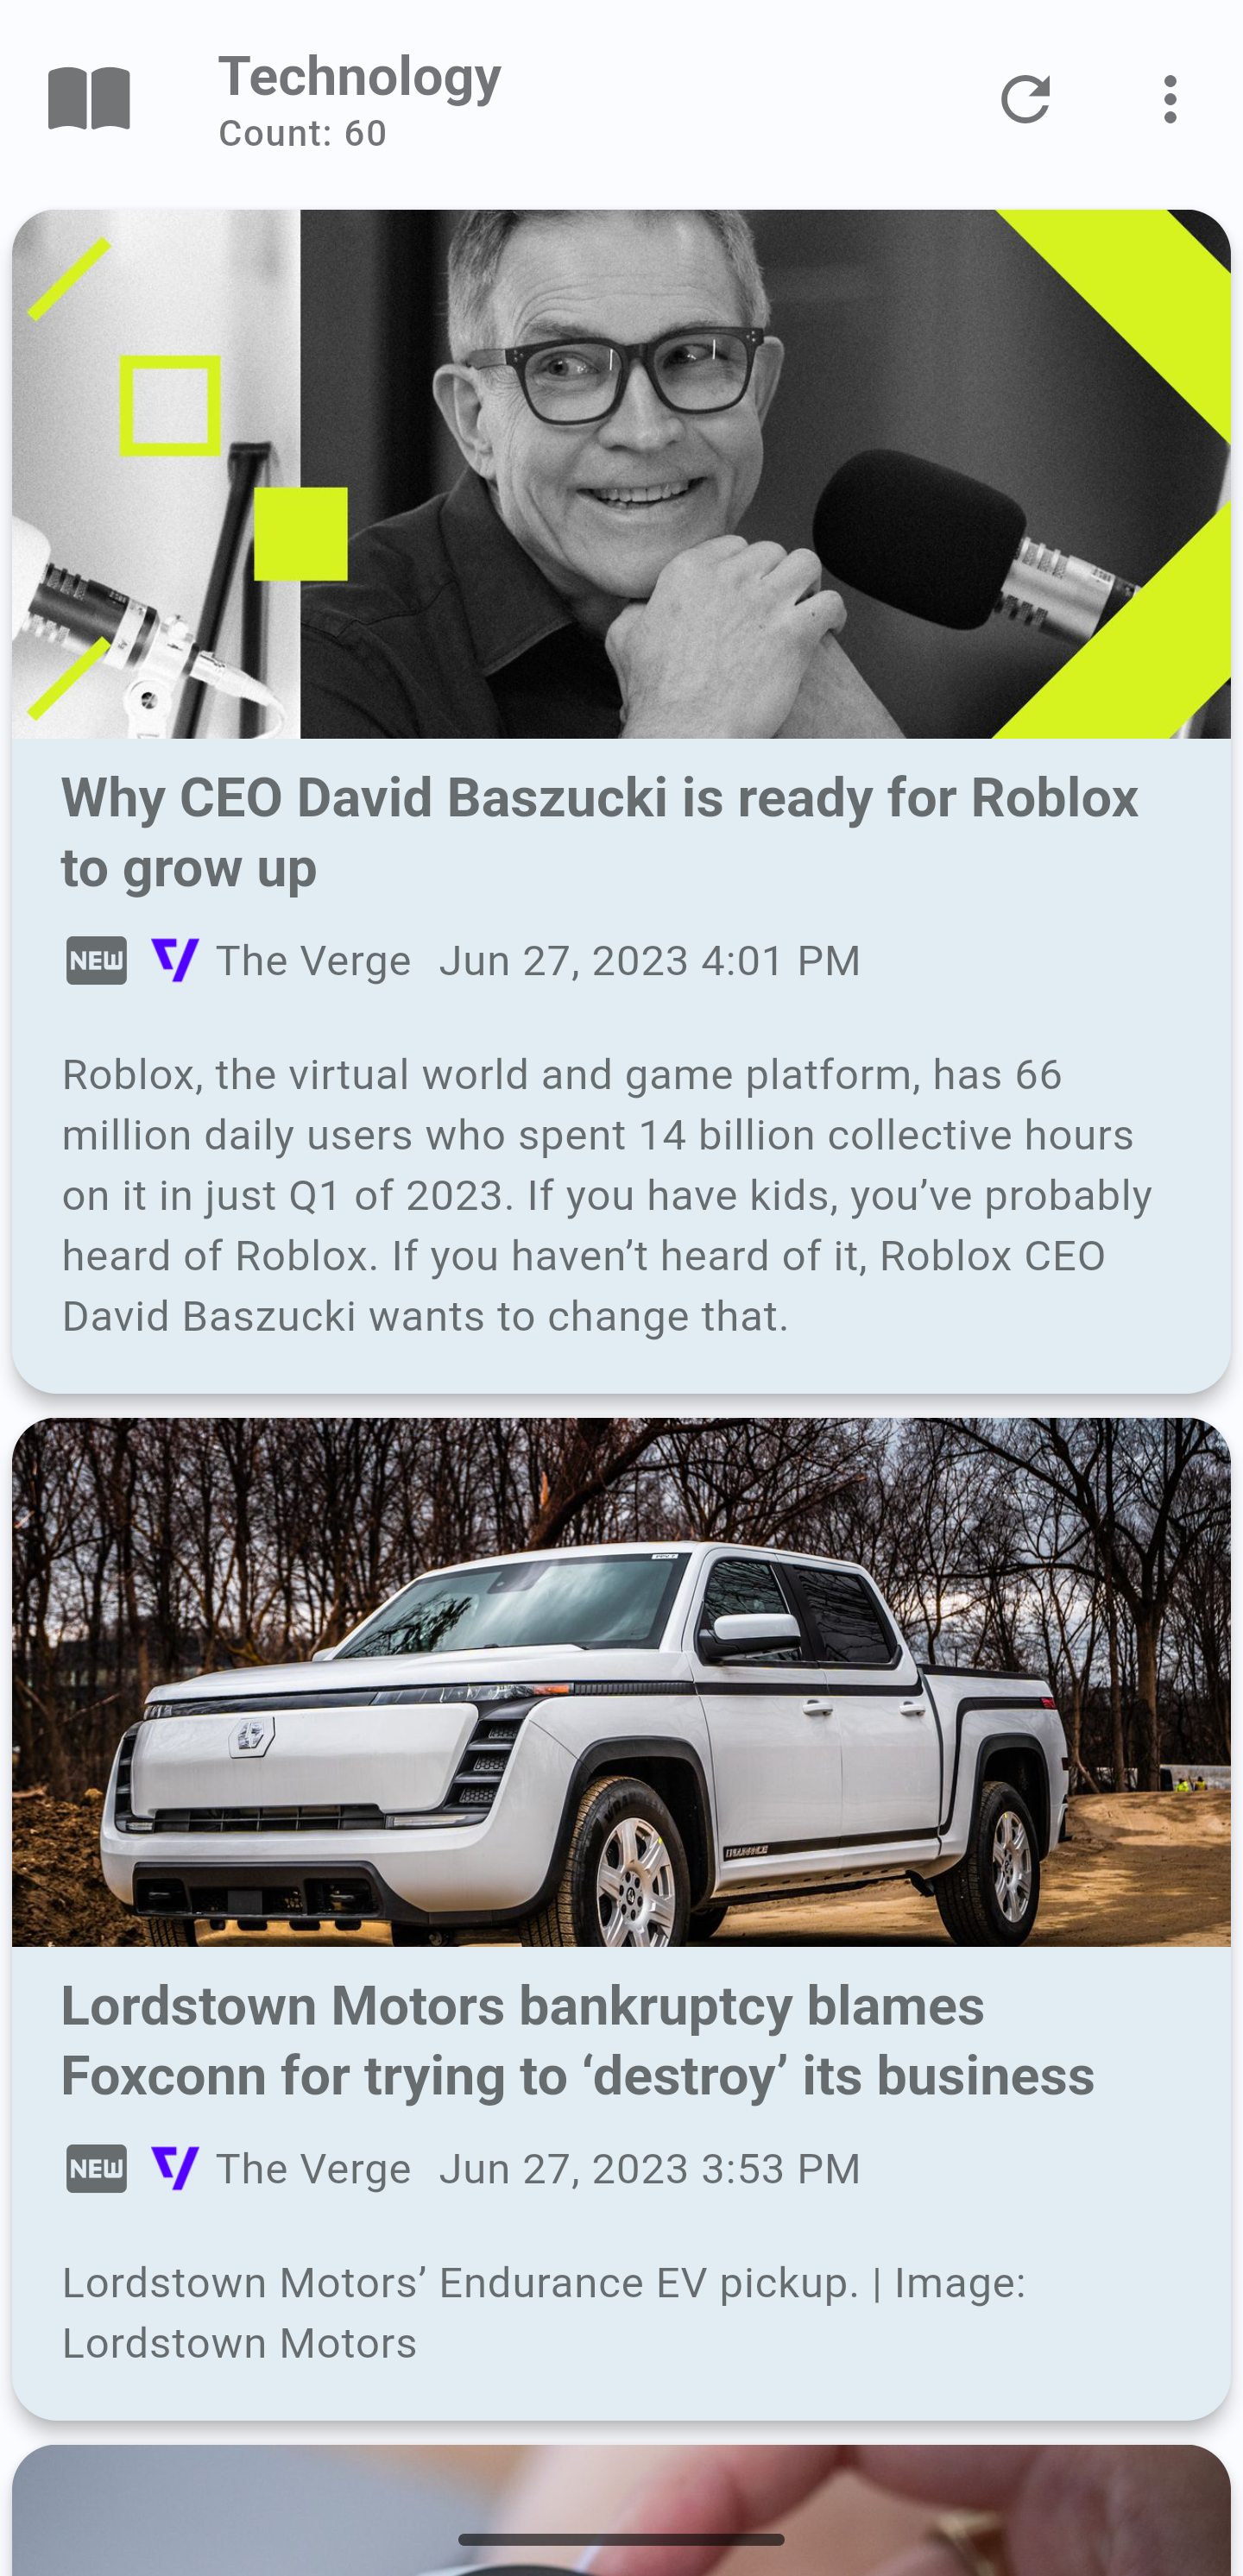 Technology
Count: 60
Why CEO David Baszucki is ready for Roblox
to grow up
NEW The Verge Jun 27, 2023 4:01 PM
Roblox, the virtual world and game platform, has 66
million daily users who spent 14 billion collective hours
on it in just Q1 of 2023. If you have kids, you’ve probably
heard of Roblox. If you haven’t heard of it, Roblox CEO
David Baszucki wants to change that.
Lordstown Motors bankruptcy blames
Foxconn for trying to ‘destroy’ its business
NEW The Verge Jun 27, 2023 3:53 PM
Lordstown Motors’ Endurance EV pickup. | Image:
Lordstown Motors